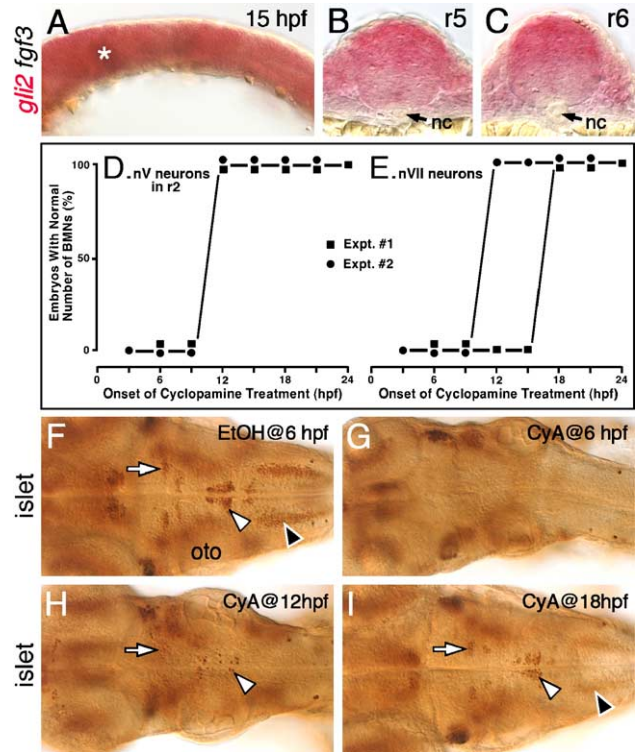 gli2 fgf3
A 15 hpf
*
B r5
nc
C r6
nc
Embryos With Normal
Number of BMNs (%)
100
50
0
D. nV neurons
in r2
E. nVII neurons
■ Expt. #1
● Expt. #2
0 6 12 18 24
0 6 12 18 24
Onset of Cyclopamine Treatment (hpf)
Onset of Cyclopamine Treatment (hpf)
islet
F EtOH@6 hpf
oto
G CyA@6 hpf
islet
H CyA@12hpf
I CyA@18hpf